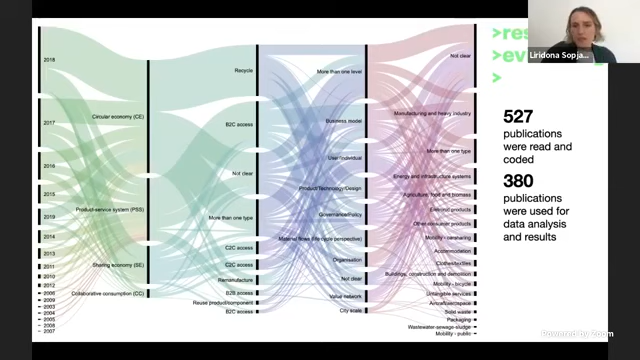 >res
>ev
>
Liridona Sopja...
2018
2017
2016
2015
2019
2014
2013
2011
2010
2012
2006
2009
2003
2004
2005
2008
2007
Circular economy (CE)
Product-service system (PSS)
Sharing economy (SE)
Collaborative consumption (CC)
Recycle
B2C access
Not clear
More than one type
C2C access
C2C access
Remanufacture
B2B access
Reuse product/component
B2C access
More than one level
Business model
User/individual
Product/Technology/Design
Governance/Policy
Material flows (life cycle perspective)
Organisation
Not clear
Value network
City scale
Not clear
Manufacturing and heavy industry
More than one type
Energy and infrastructure systems
Agriculture, food and biomass
Electronic products
Other consumer products
Mobility - carsharing
Accommodation
Clothes/textiles
Buildings, construction and demolition
Mobility - bicycle
Untangible services
Aircraft/aerospace
Solid waste
Packaging
Wastewater-sewage-sludge
Mobility - public
527
publications
were read and
coded
380
publications
were used for
data analysis
and results
Powered by Zoom